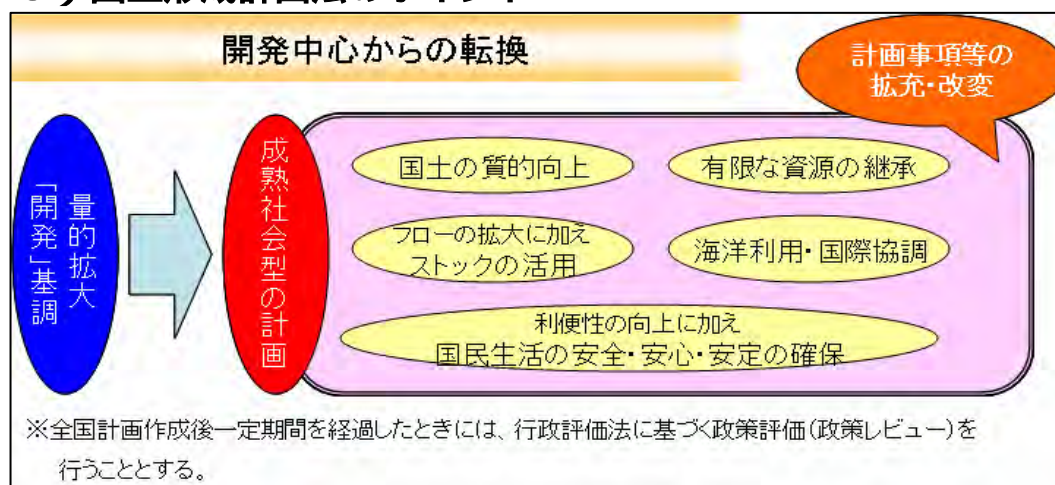 開発中心からの転換
計画事項等の
拡充・改変
量的拡大
「開発」基調
成熟社会型の計画
国土の質的向上
有限な資源の継承
フローの拡大に加え
ストックの活用
海洋利用・国際協調
利便性の向上に加え
国民生活の安全・安心・安定の確保
※全国計画作成後一定期間を経過したときには、行政評価法に基づく政策評価(政策レビュー)を
行うこととする。